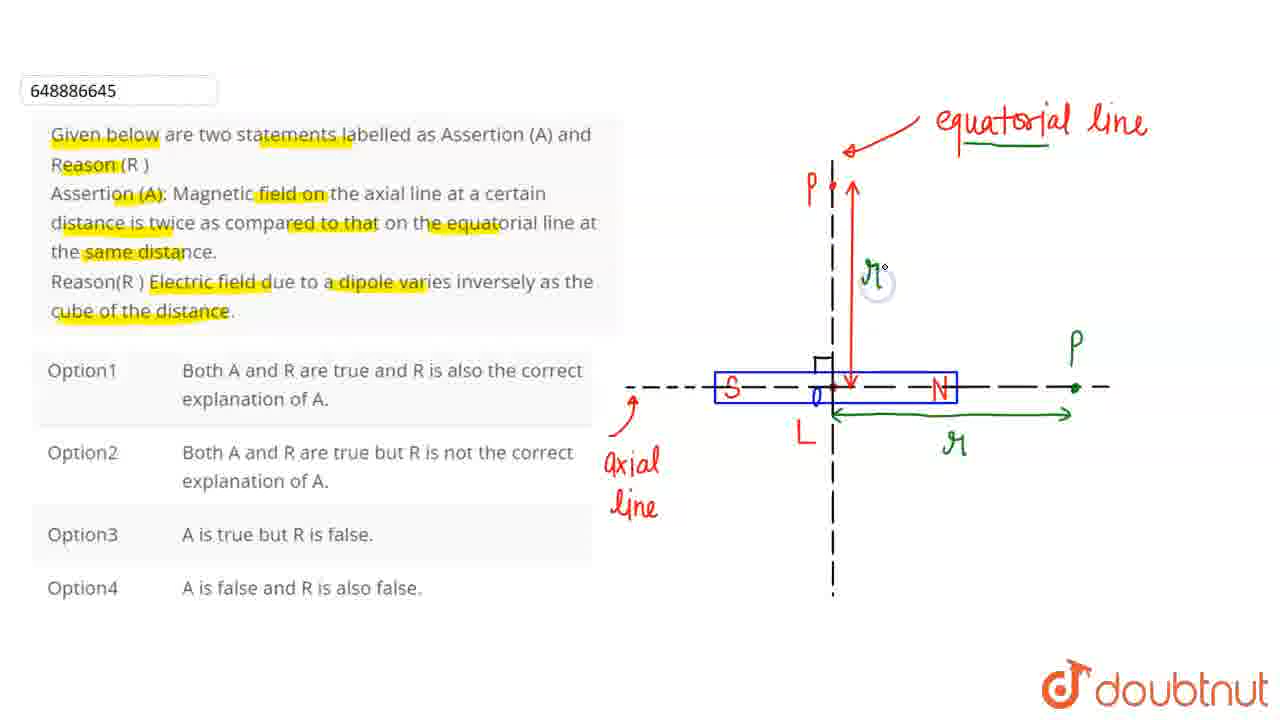 648886645
Given below are two statements labelled as Assertion (A) and
Reason (R )
Assertion (A): Magnetic field on the axial line at a certain
distance is twice as compared to that on the equatorial line at
the same distance.
Reason(R ) Electric field due to a dipole varies inversely as the
cube of the distance.
Option1 Both A and R are true and R is also the correct
explanation of A.
Option2 Both A and R are true but R is not the correct
explanation of A.
Option3 A is true but R is false.
Option4 A is false and R is also false.
equatorial line
P
r
P
S O N
L
r
axial
line
doubtnut